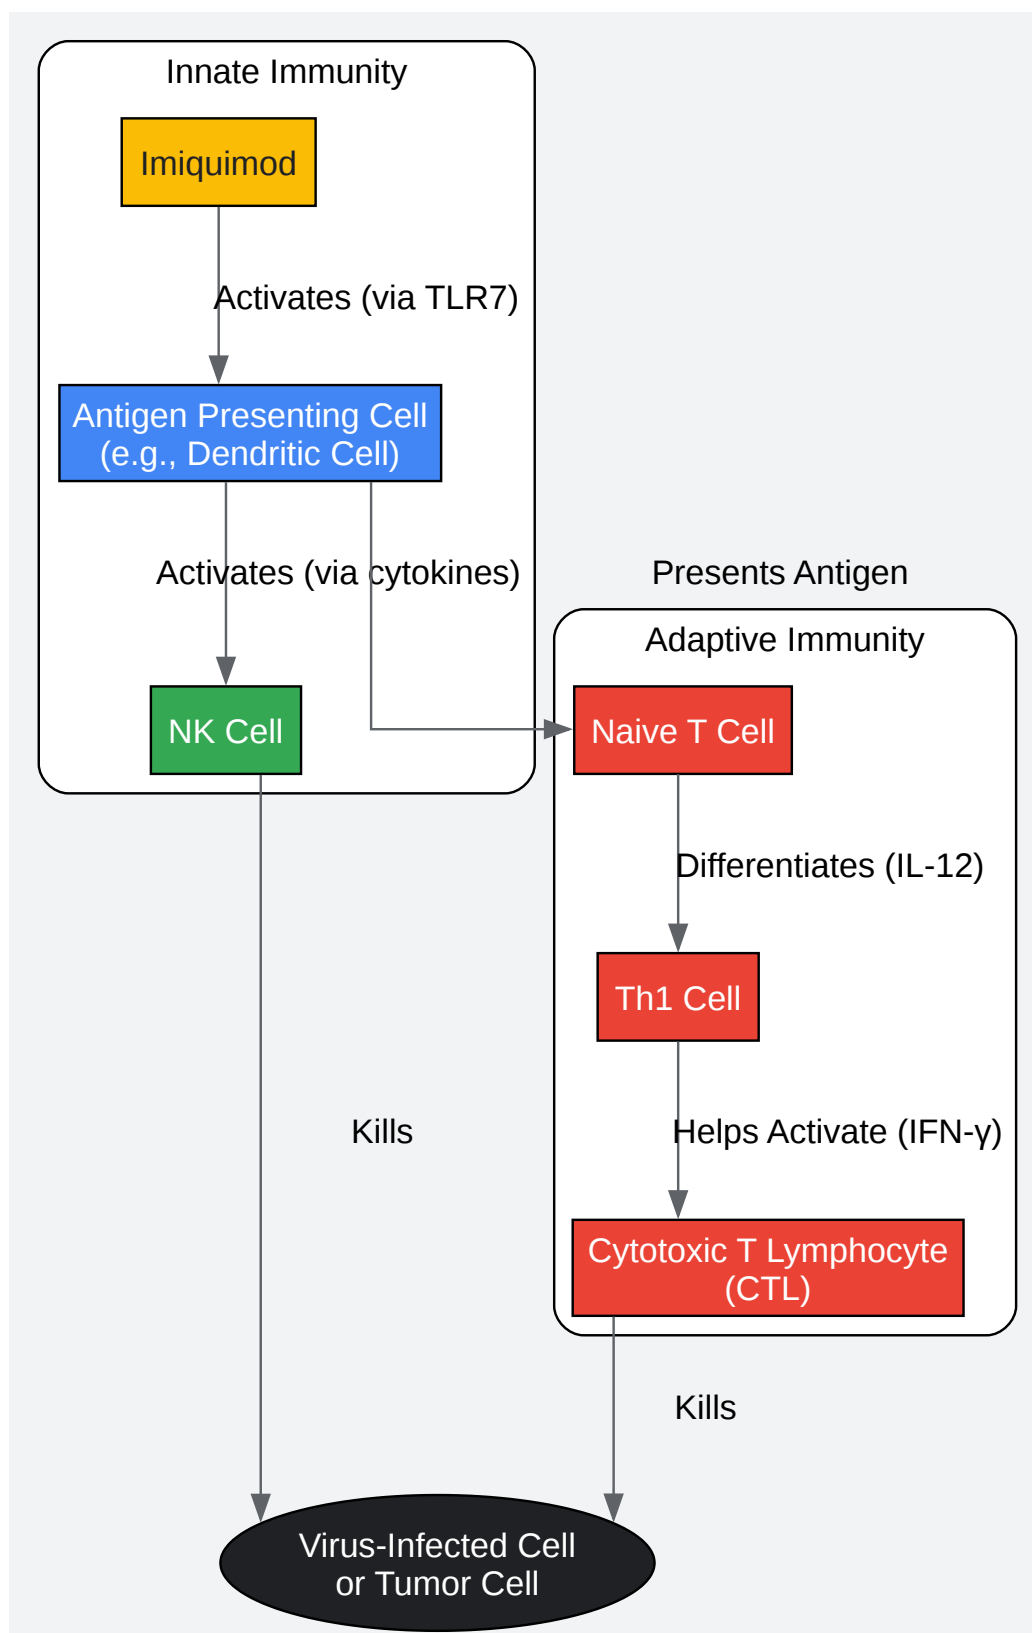 Innate Immunity
Imiquimod
Activates (via TLR7)
Antigen Presenting Cell
(e.g., Dendritic Cell)
Activates (via cytokines)
Presents Antigen
Adaptive Immunity
NK Cell
Naive T Cell
Differentiates (IL-12)
Th1 Cell
Kills
Helps Activate (IFN-γ)
Cytotoxic T Lymphocyte
(CTL)
Kills
Virus-Infected Cell
or Tumor Cell